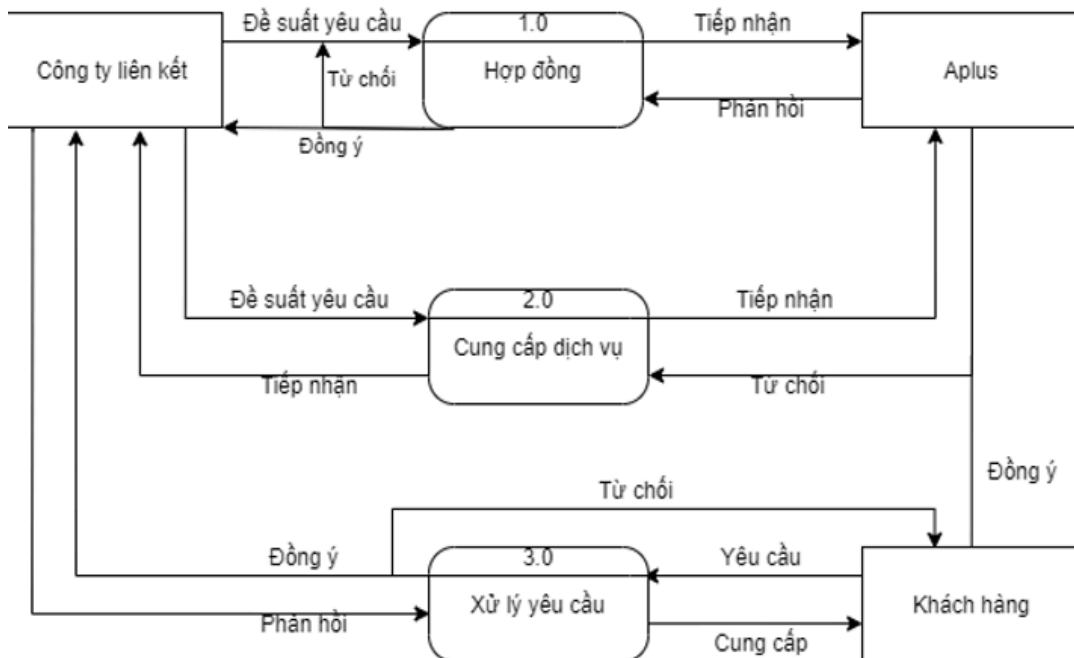 Đề suất yêu cầu
1.0
Tiếp nhận
Công ty liên kết
Từ chối
Hợp đồng
Aplus
Phản hồi
Đồng ý
Đề suất yêu cầu
2.0
Tiếp nhận
Cung cấp dịch vụ
Tiếp nhận
Từ chối
Đồng ý
Từ chối
Đồng ý
3.0
Yêu cầu
Xử lý yêu cầu
Khách hàng
Phản hồi
Cung cấp